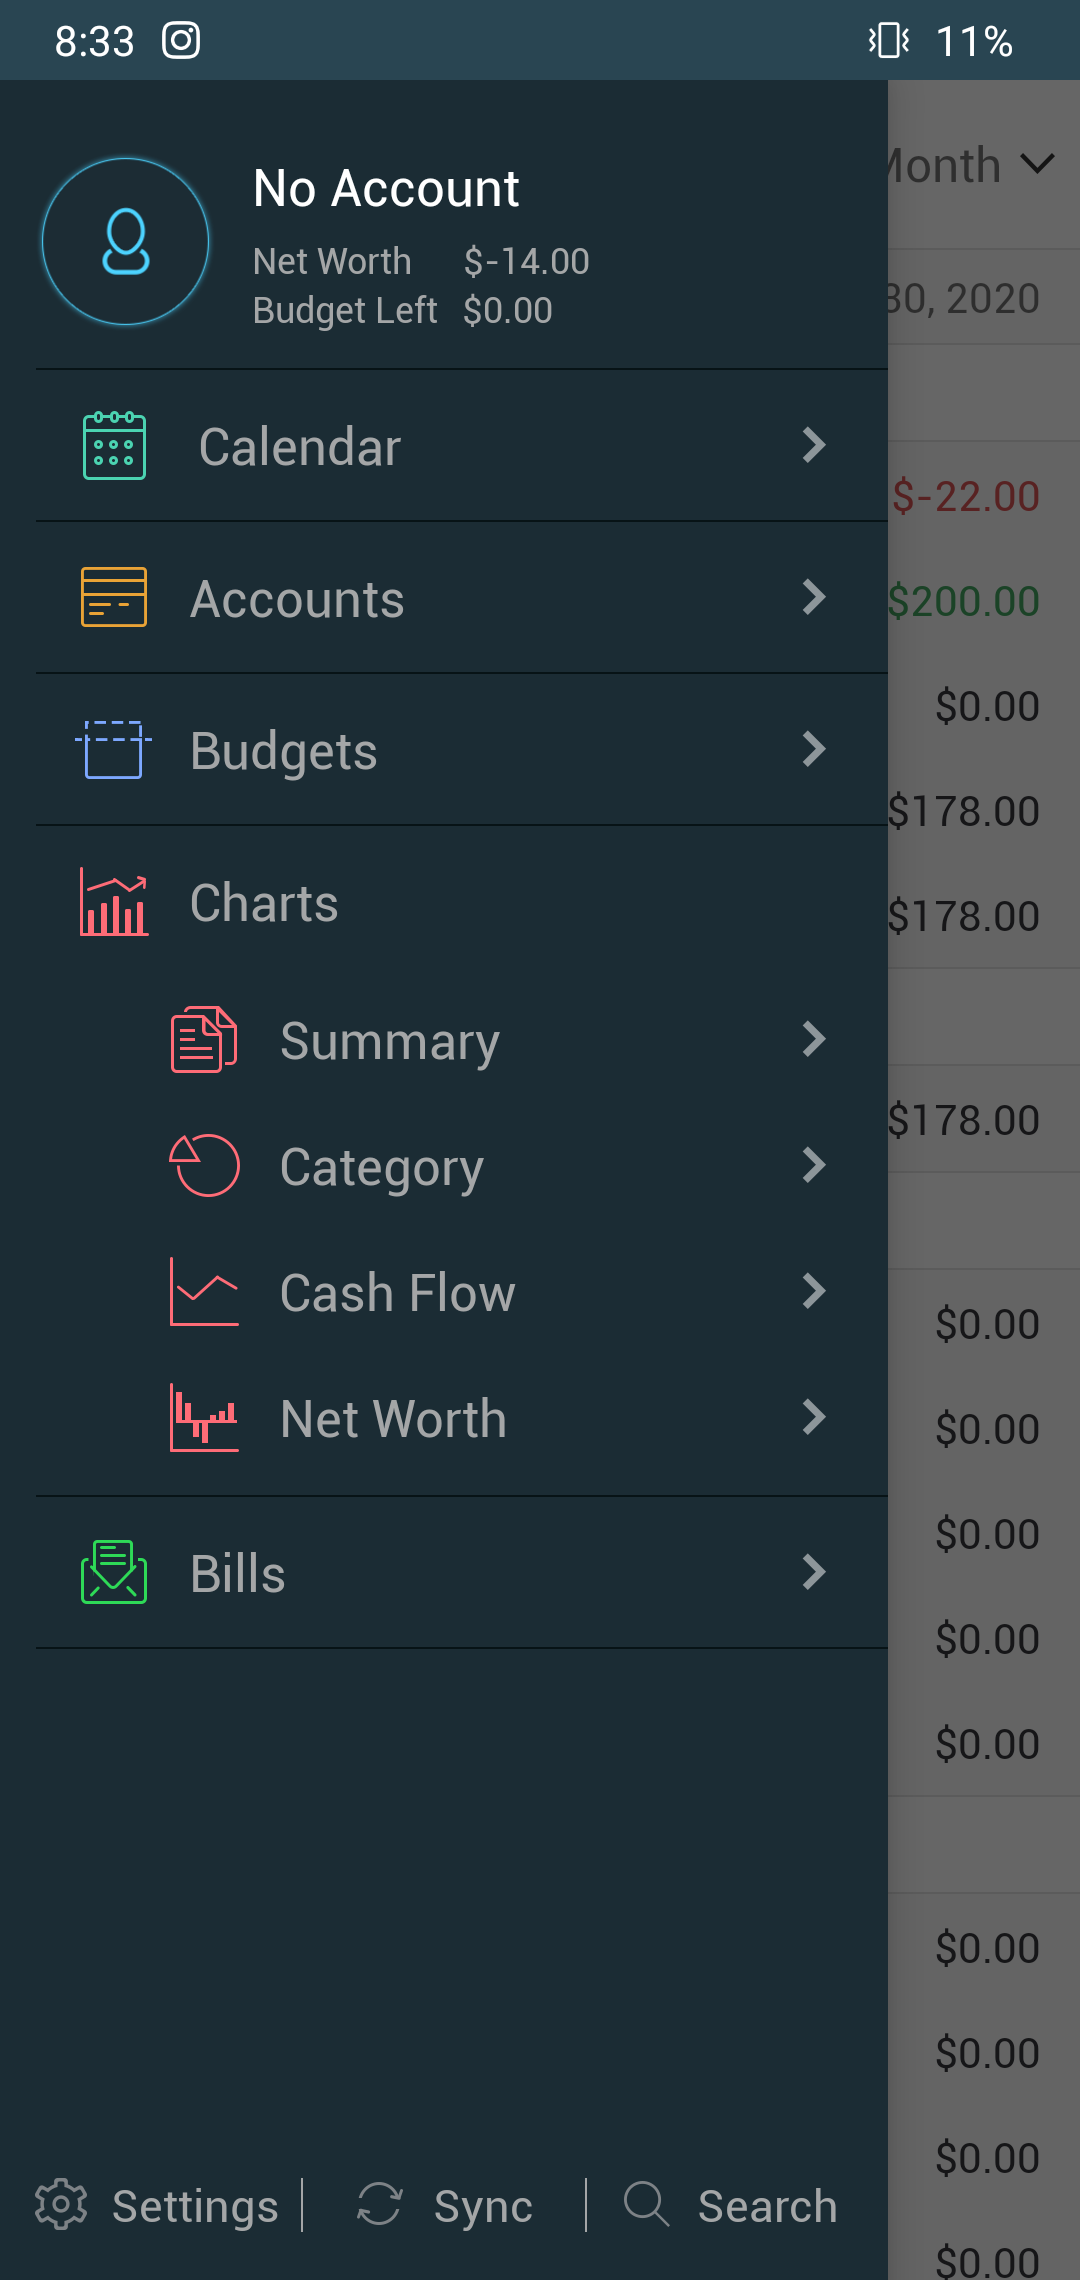 8:33 11%
No Account
Net Worth $-14.00
Budget Left $0.00
Calendar
Accounts
Budgets
Charts
Summary
Category
Cash Flow
Net Worth
Bills
Settings Sync Search
30, 2020
$-22.00
$200.00
$0.00
$178.00
$178.00
$178.00
$0.00
$0.00
$0.00
$0.00
$0.00
$0.00
$0.00
$0.00
$0.00